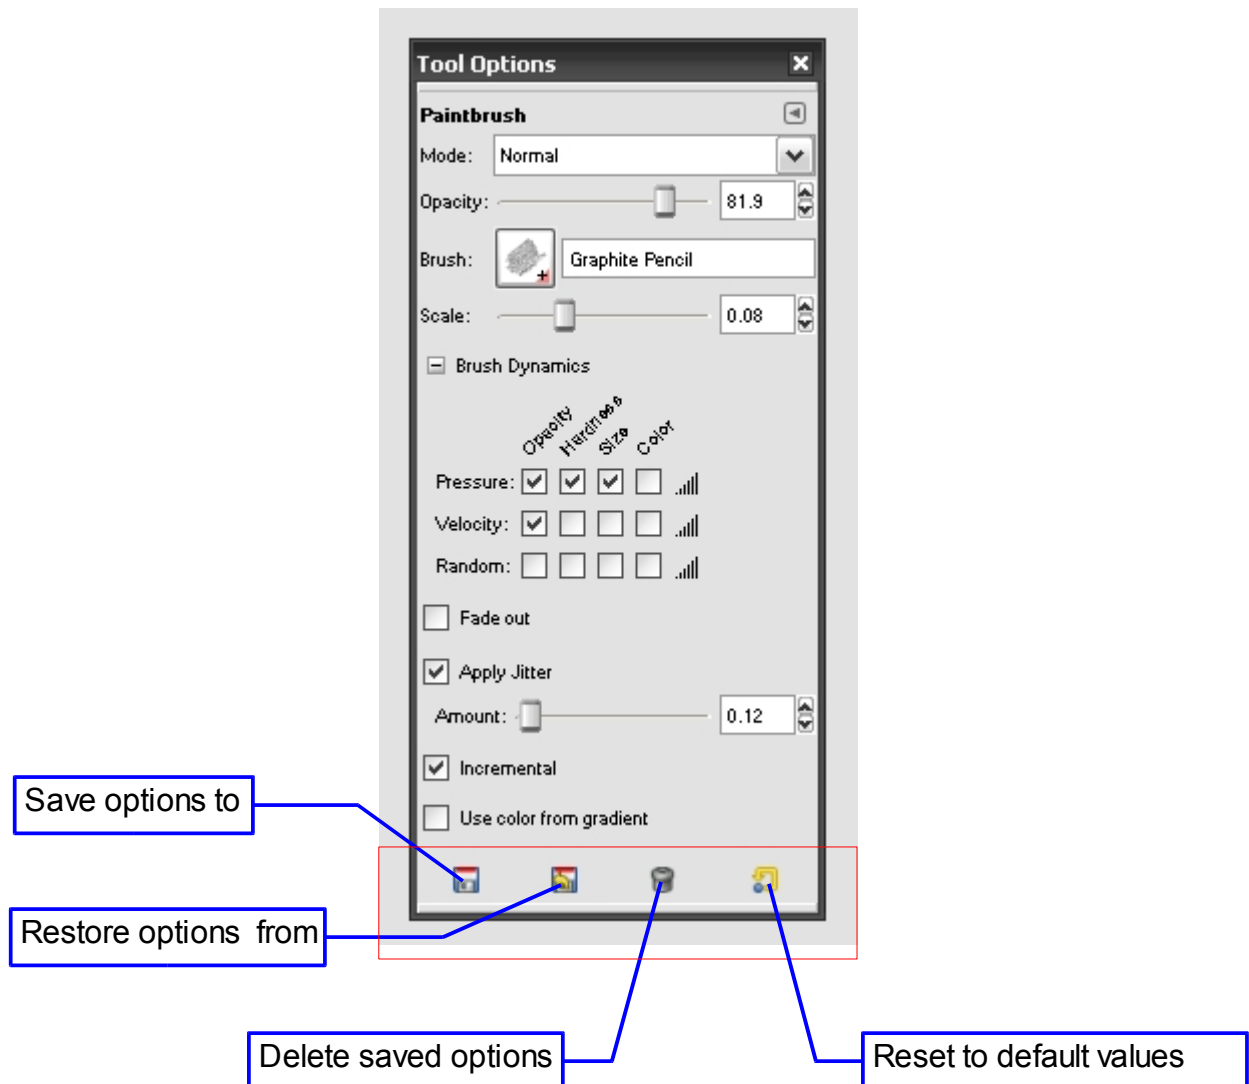 Tool Options
Paintbrush
Mode: Normal
Opacity: 81.9
Brush: Graphite Pencil
Scale: 0.08
Brush Dynamics
Opacity Hardness Size Color
Pressure:
Velocity:
Random:
Fade out
Apply Jitter
Amount: 0.12
Incremental
Save options to
Use color from gradient
Restore options from
Delete saved options
Reset to default values